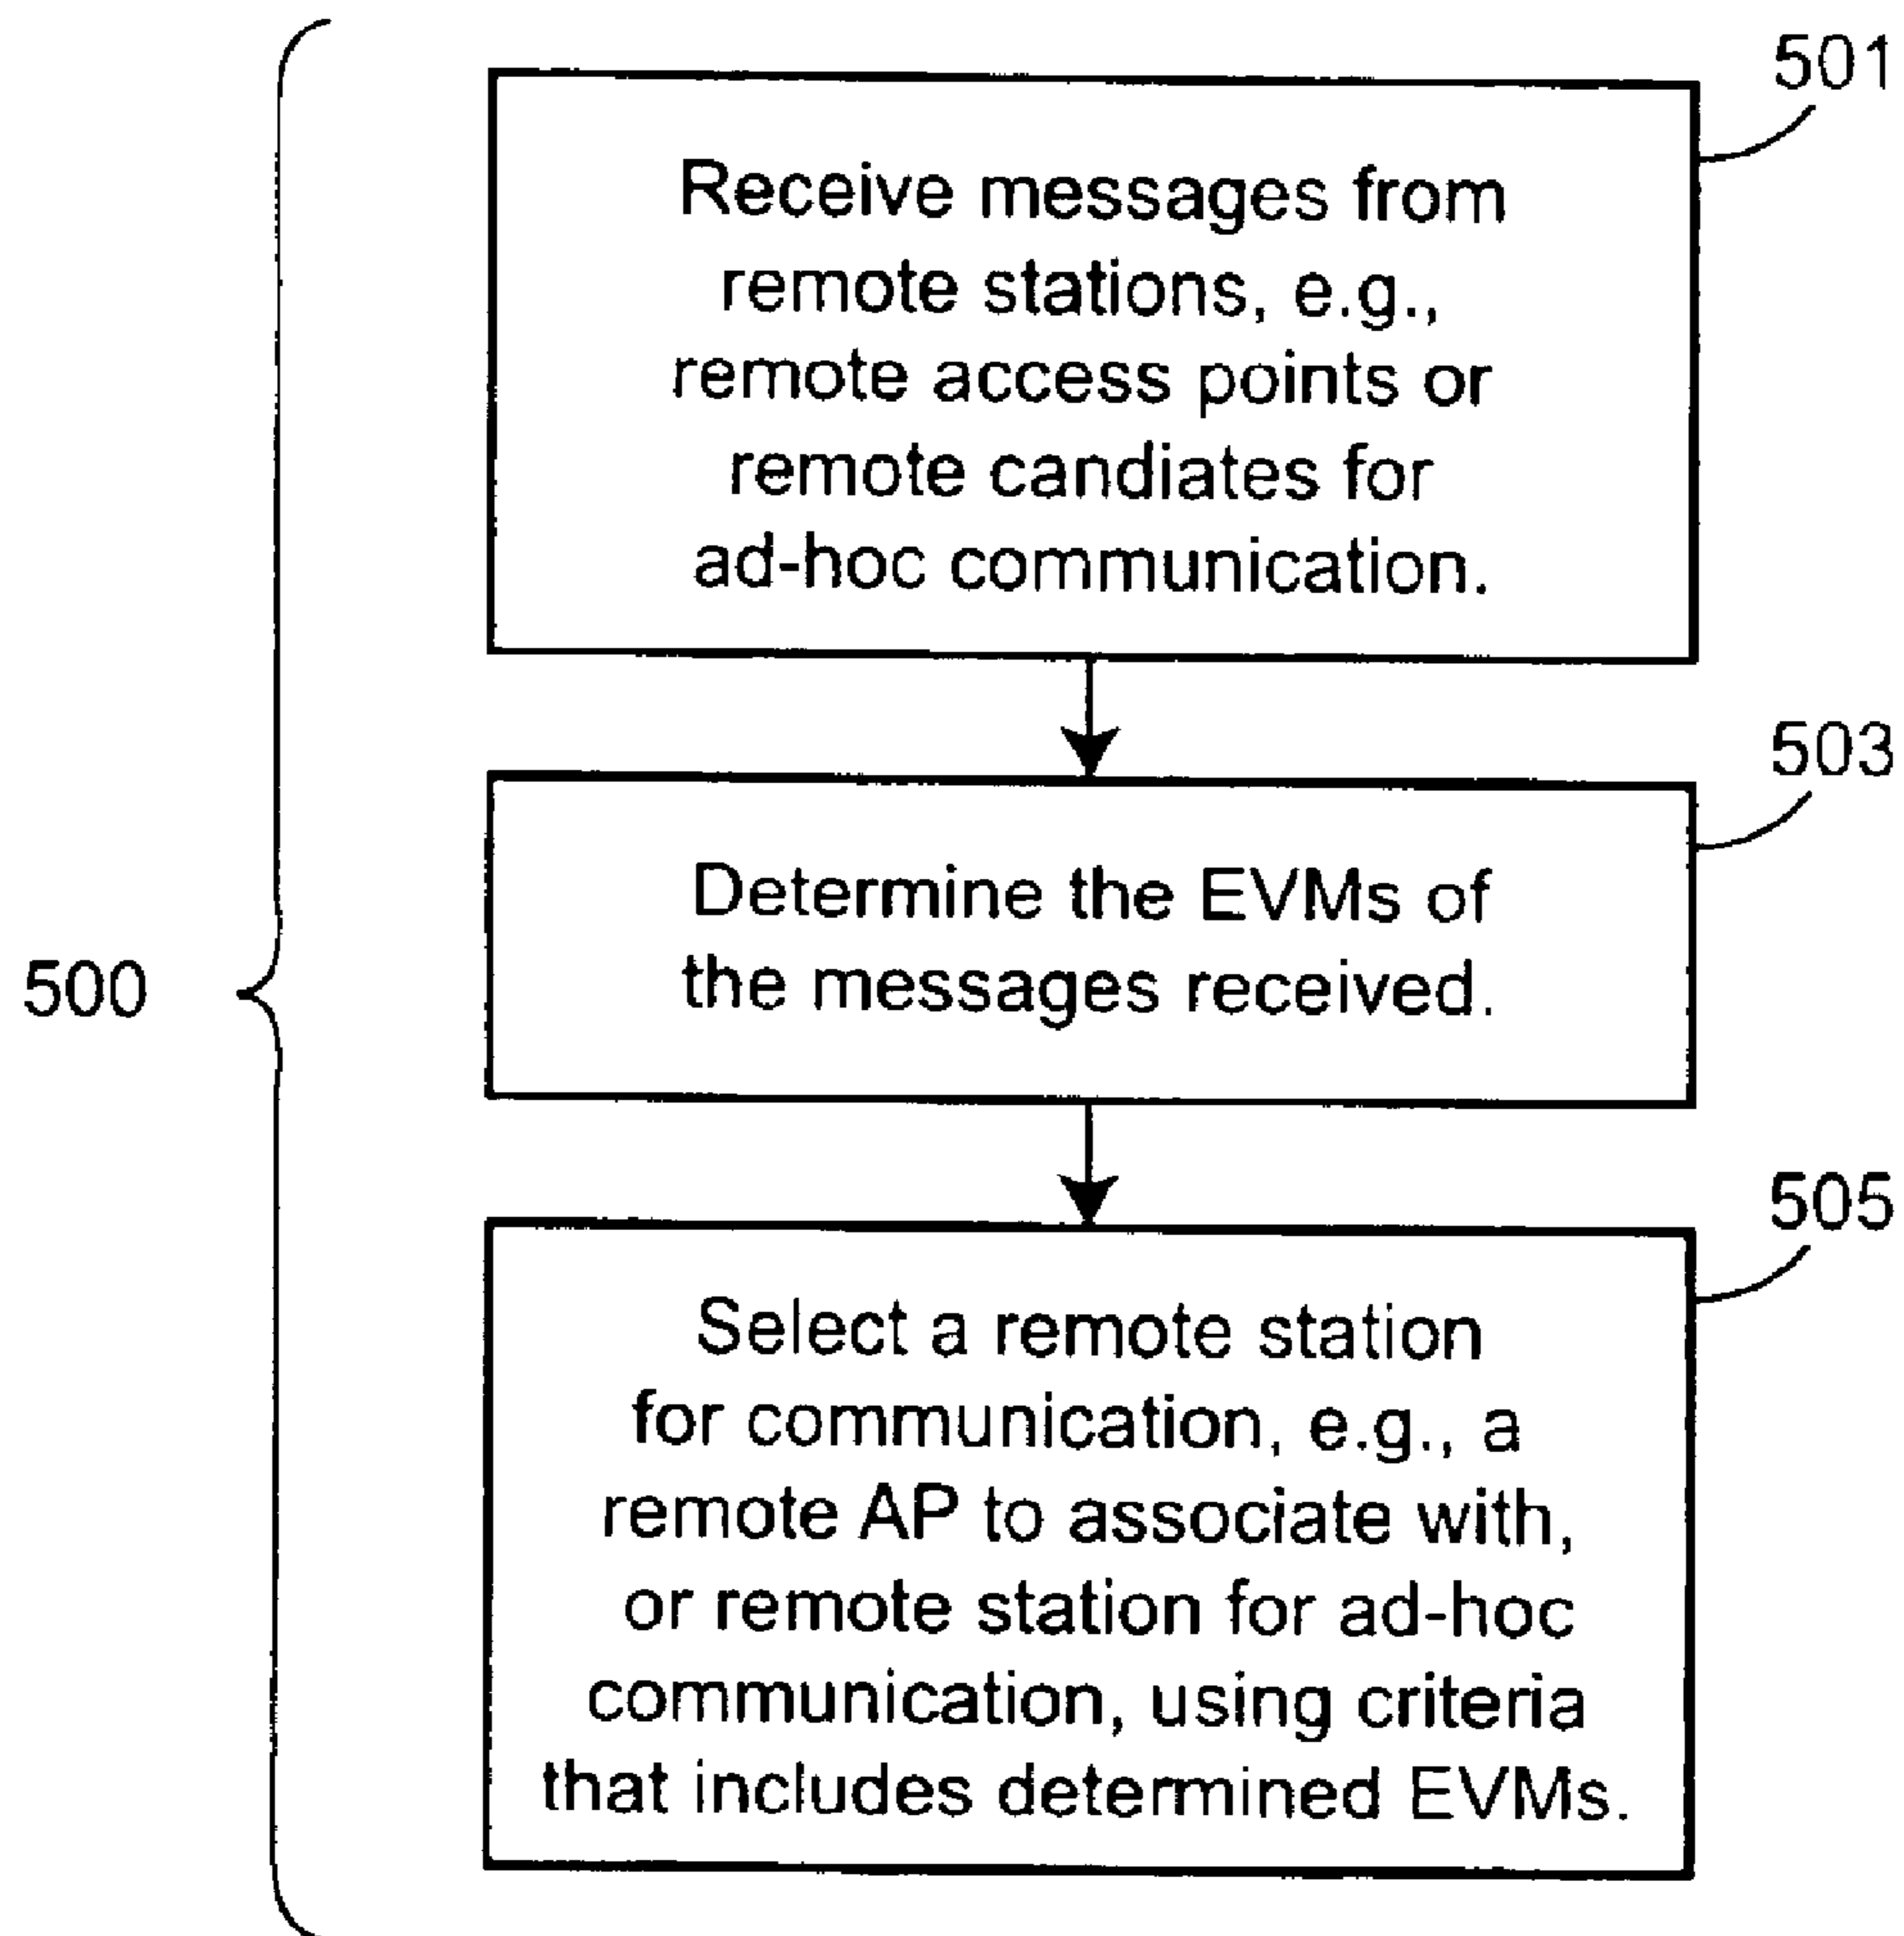 501
Receive messages from
remote stations, e.g.,
remote access points or
remote candiates for
ad-hoc communication.
503
Determine the EVMs of
the messages received.
500
505
Select a remote station
for communication, e.g., a
remote AP to associate with,
or remote station for ad-hoc
communication, using criteria
that includes determined EVMs.